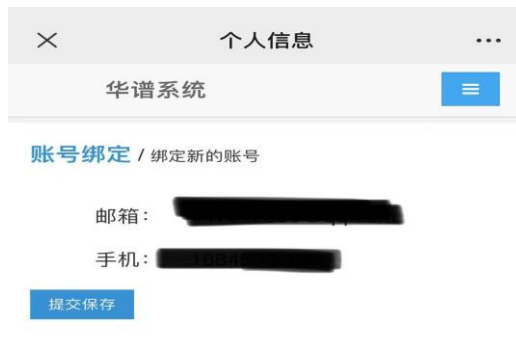 个人信息
华谱系统
账号绑定 / 绑定新的账号
邮箱：
手机：
提交保存